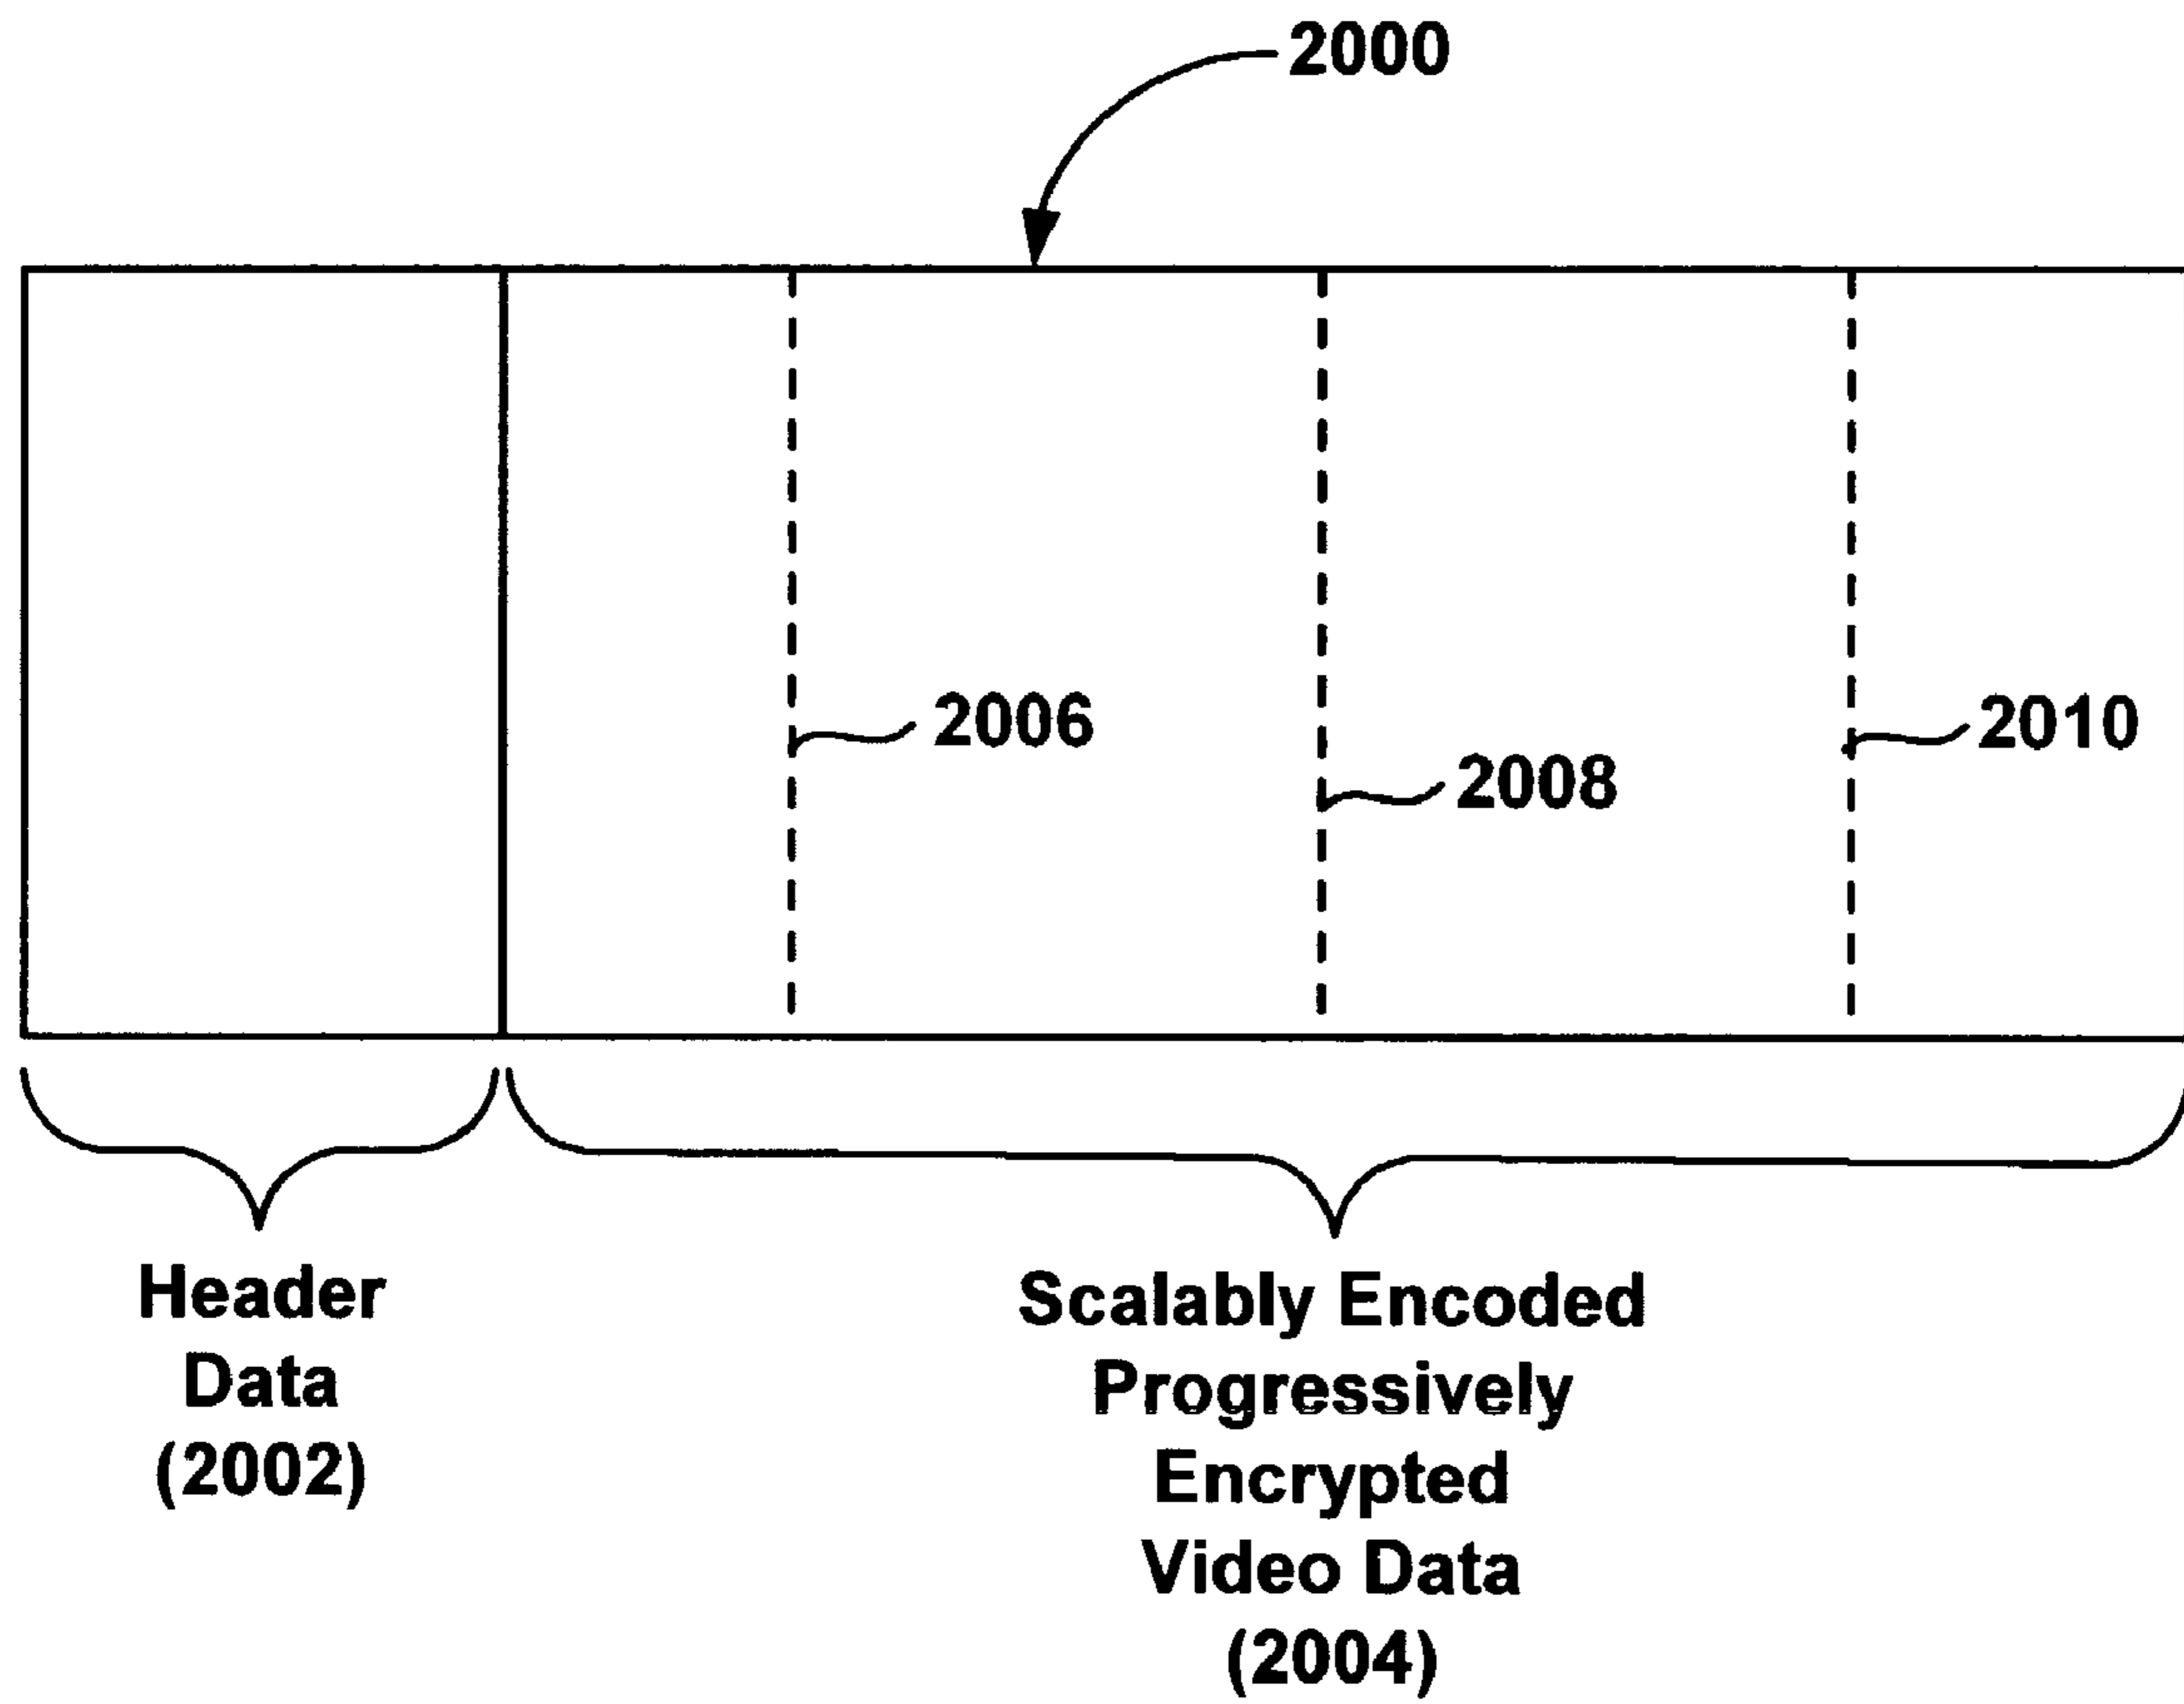 2000
2006
2010
2008
Header
Data
(2002)
Scalably Encoded
Progressively
Encrypted
Video Data
(2004)